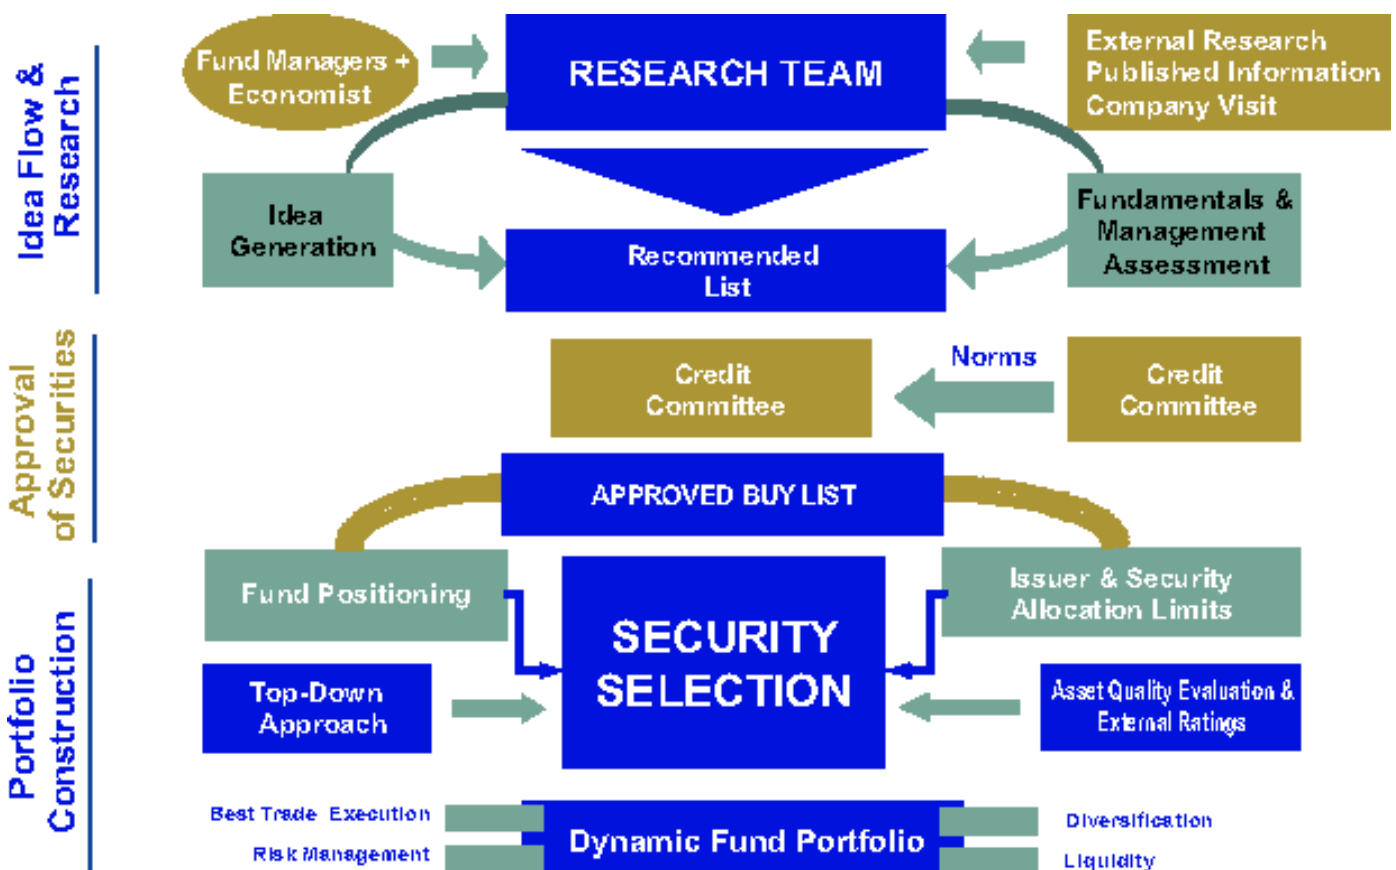 Idea Flow &
Research
Fund Managers +
Economist
RESEARCH TEAM
External Research
Published Information
Company Visit
Idea
Generation
Recommended
List
Fundamentals &
Management
Assessment
Approval
of Securities
Credit
Committee
Norms
Credit
Committee
APPROVED BUY LIST
Portfolio
Construction
Fund Positioning
SECURITY
SELECTION
Issuer & Security
Allocation Limits
Top-Down
Approach
Asset Quality Evaluation &
External Ratings
Best Trade Execution
Risk Management
Dynamic Fund Portfolio
Diversification
Liquidity